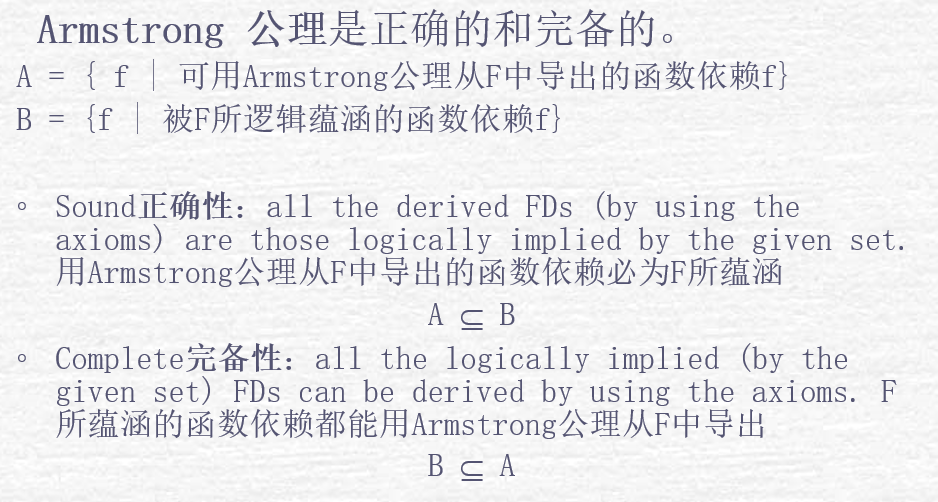 Armstrong 公理是正确的和完备的。
A = { f | 可用Armstrong公理从F中导出的函数依赖f}
B = {f | 被F所逻辑蕴涵的函数依赖f}
◦ Sound正确性：all the derived FDs (by using the
axioms) are those logically implied by the given set.
用Armstrong公理从F中导出的函数依赖必为F所蕴涵
A ⊆ B
◦ Complete完备性：all the logically implied (by the
given set) FDs can be derived by using the axioms. F
所蕴涵的函数依赖都能用Armstrong公理从F中导出
B ⊆ A